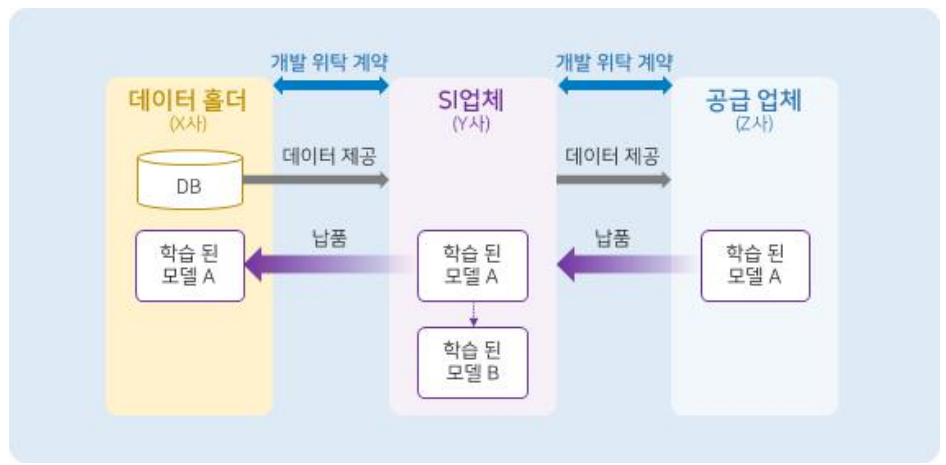 개발 위탁 계약
개발 위탁 계약
데이터 홀더
(X사)
SI업체
(Y사)
공급 업체
(Z사)
데이터 제공
데이터 제공
DB
납품
납품
학습 된
모델 A
학습 된
모델 A
학습 된
모델 A
학습 된
모델 B